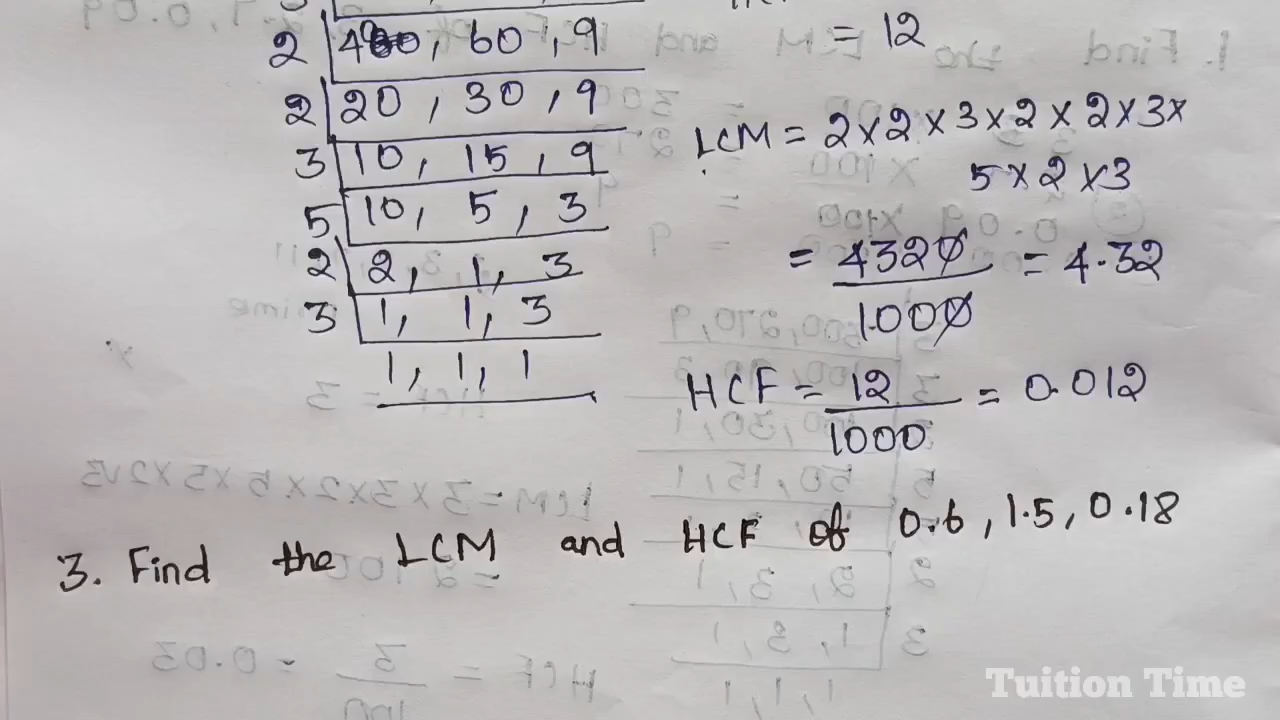 2 | 40, 60, 9
2 | 20, 30, 9
3 | 10, 15, 9
5 | 10, 5, 3
2 | 2, 1, 3
3 | 1, 1, 3
1, 1, 1
= 12
LCM = 2 × 2 × 3 × 2 × 2 × 3 ×
5 × 2 × 3
= 4320 / 1000 = 4.32
HCF = 12 / 1000 = 0.012
3. Find the LCM and HCF of 0.6, 1.5, 0.18
Tuition Time